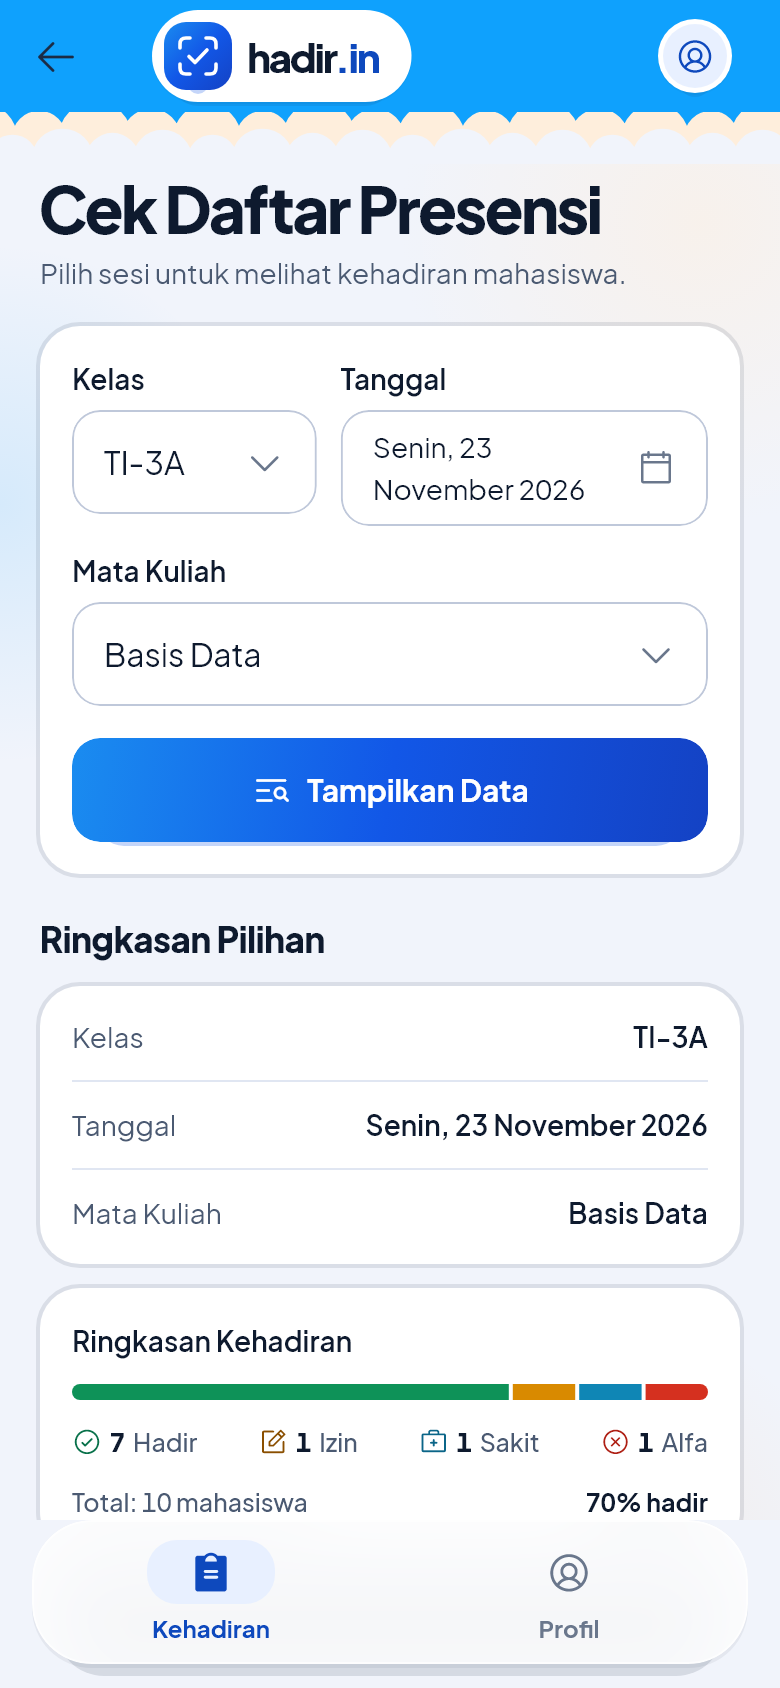 hadir.in
Cek Daftar Presensi
Pilih sesi untuk melihat kehadiran mahasiswa.
Kelas
Tanggal
TI-3A
Senin, 23
November 2026
Mata Kuliah
Basis Data
Tampilkan Data
Ringkasan Pilihan
Kelas TI-3A
Tanggal Senin, 23 November 2026
Mata Kuliah Basis Data
Ringkasan Kehadiran
7 Hadir 1 Izin 1 Sakit 1 Alfa
Total: 10 mahasiswa 70% hadir
Kehadiran Profil